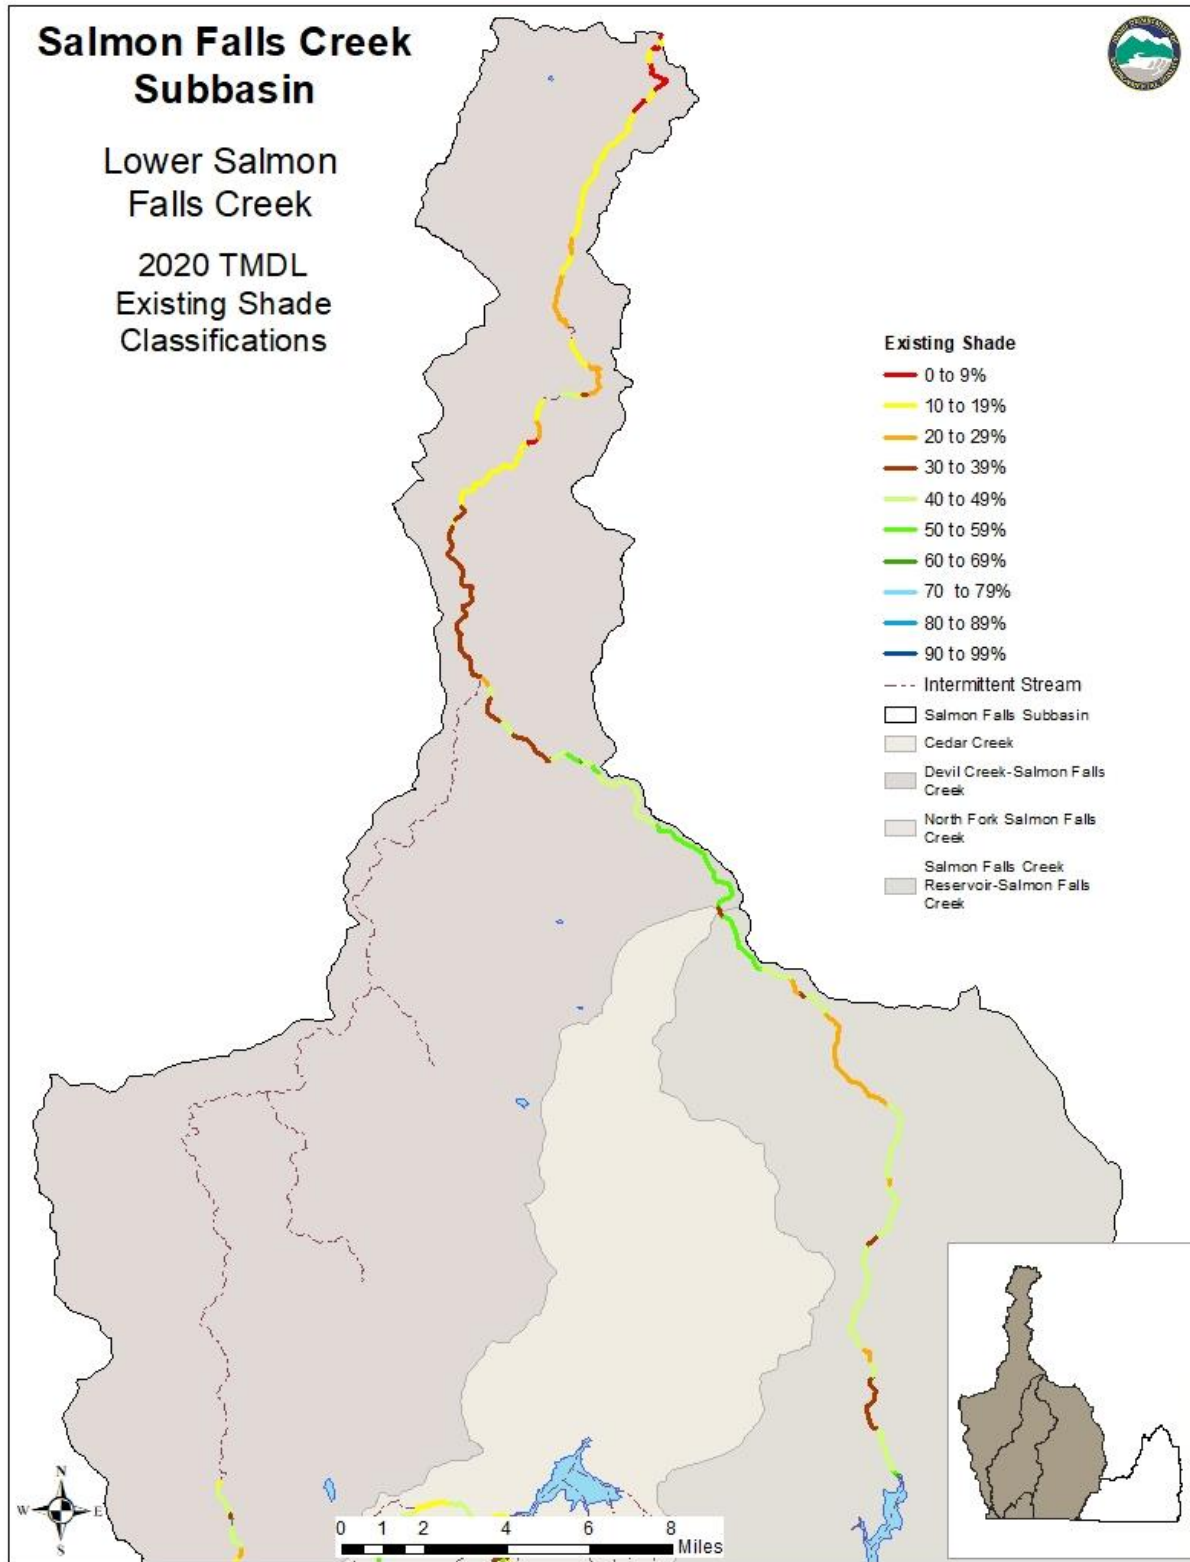 Salmon Falls Creek
Subbasin
Lower Salmon
Falls Creek
2020 TMDL
Existing Shade
Classifications
Existing Shade
0 to 9%
10 to 19%
20 to 29%
30 to 39%
40 to 49%
50 to 59%
60 to 69%
70 to 79%
80 to 89%
90 to 99%
Intermittent Stream
Salmon Falls Subbasin
Cedar Creek
Devil Creek-Salmon Falls
Creek
North Fork Salmon Falls
Creek
Salmon Falls Creek
Reservoir-Salmon Falls
Creek
N
W E
S
0 1 2 4 6 8
Miles